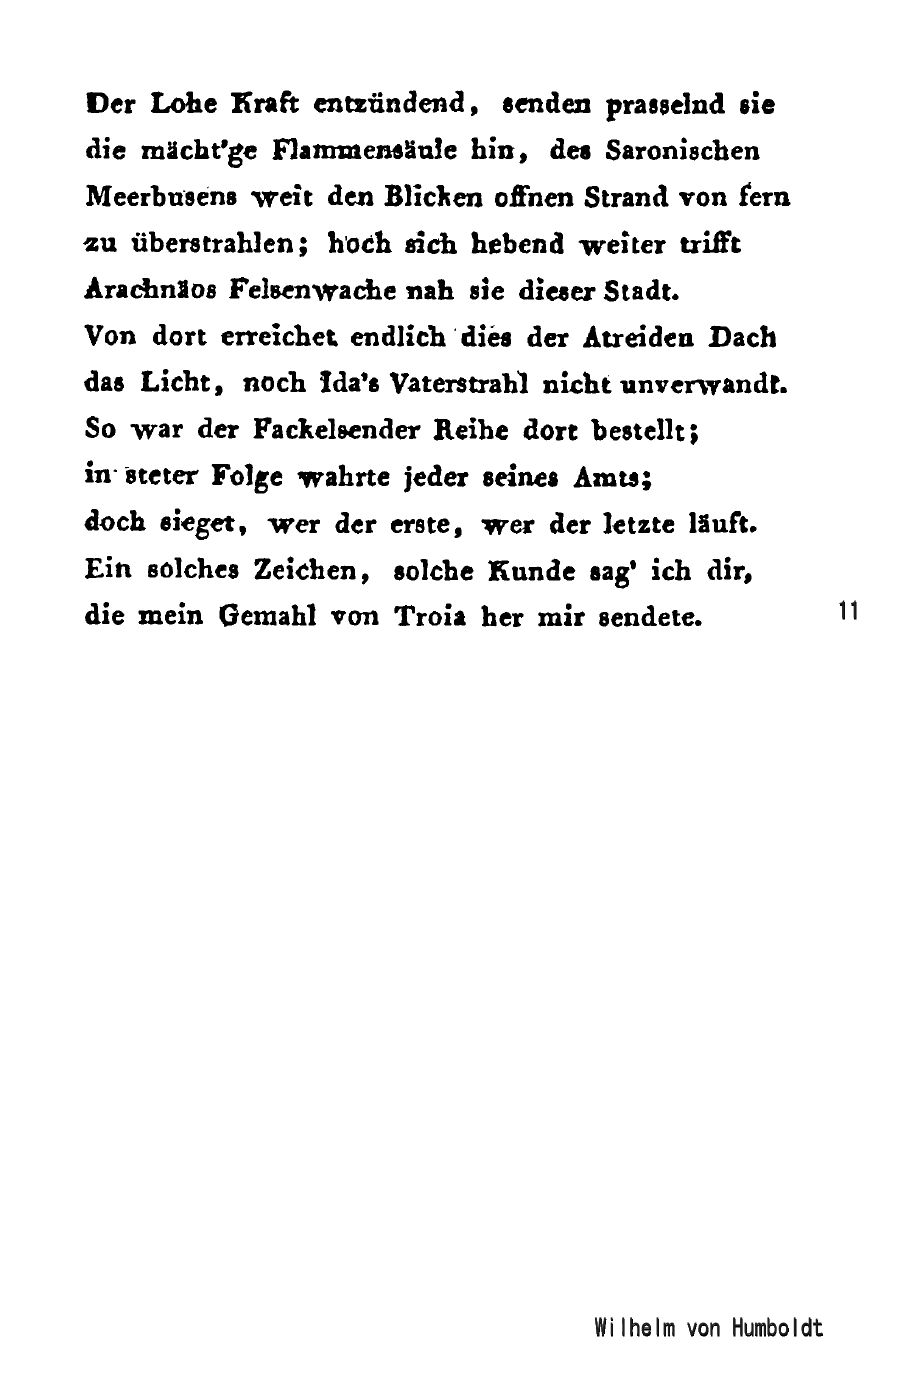 Der Lohe Kraft entzündend, senden prasselnd sie
die mächt'ge Flammensäule hin, des Saronischen
Meerbusens weit den Blicken offnen Strand von fern
zu überstrahlen; hoch sich hebend weiter trifft
Arachnäos Felsenwache nah sie dieser Stadt.
Von dort erreichet endlich dies der Atreiden Dach
das Licht, noch Ida's Vaterstrahl nicht unverwandt.
So war der Fackelsender Reihe dort bestellt;
in steter Folge wahrte jeder seines Amts;
doch sieget, wer der erste, wer der letzte läuft.
Ein solches Zeichen, solche Kunde sag' ich dir,
die mein Gemahl von Troia her mir sendete. 11
Wilhelm von Humboldt